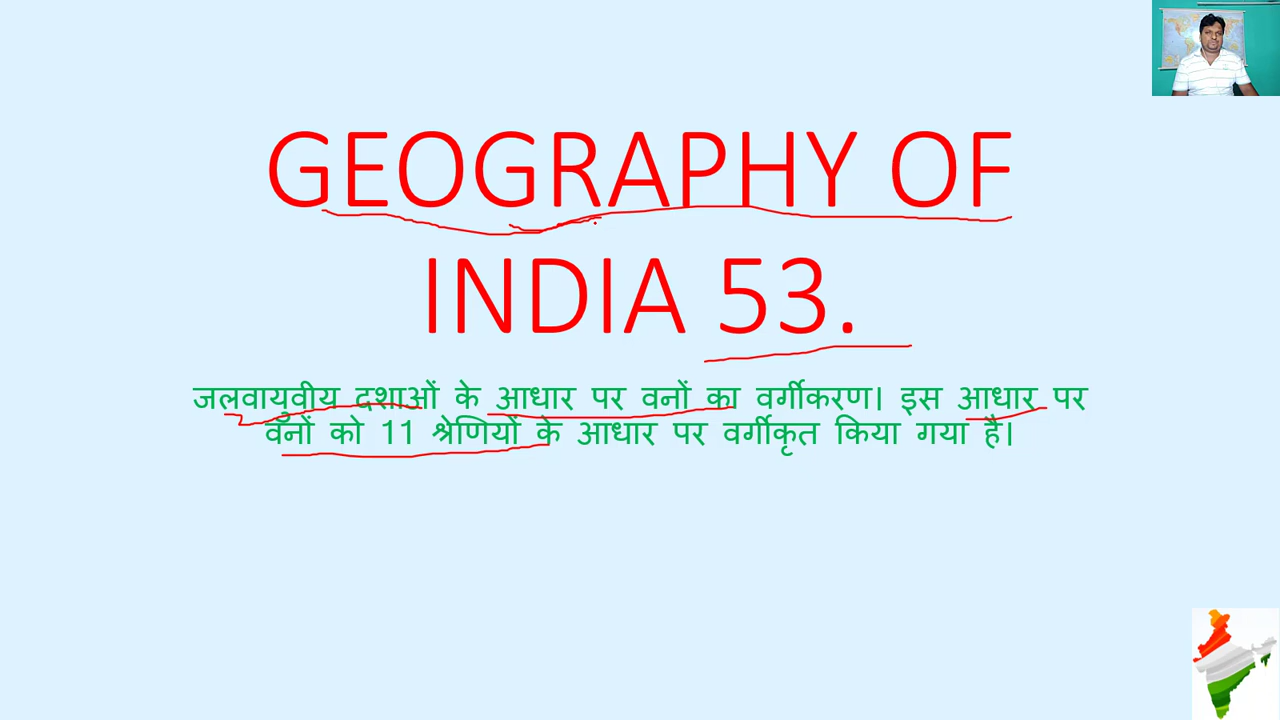 GEOGRAPHY OF
INDIA 53.
जलवायुवीय दशाओं के आधार पर वनों का वर्गीकरण। इस आधार पर
वनों को 11 श्रेणियों के आधार पर वर्गीकृत किया गया है।